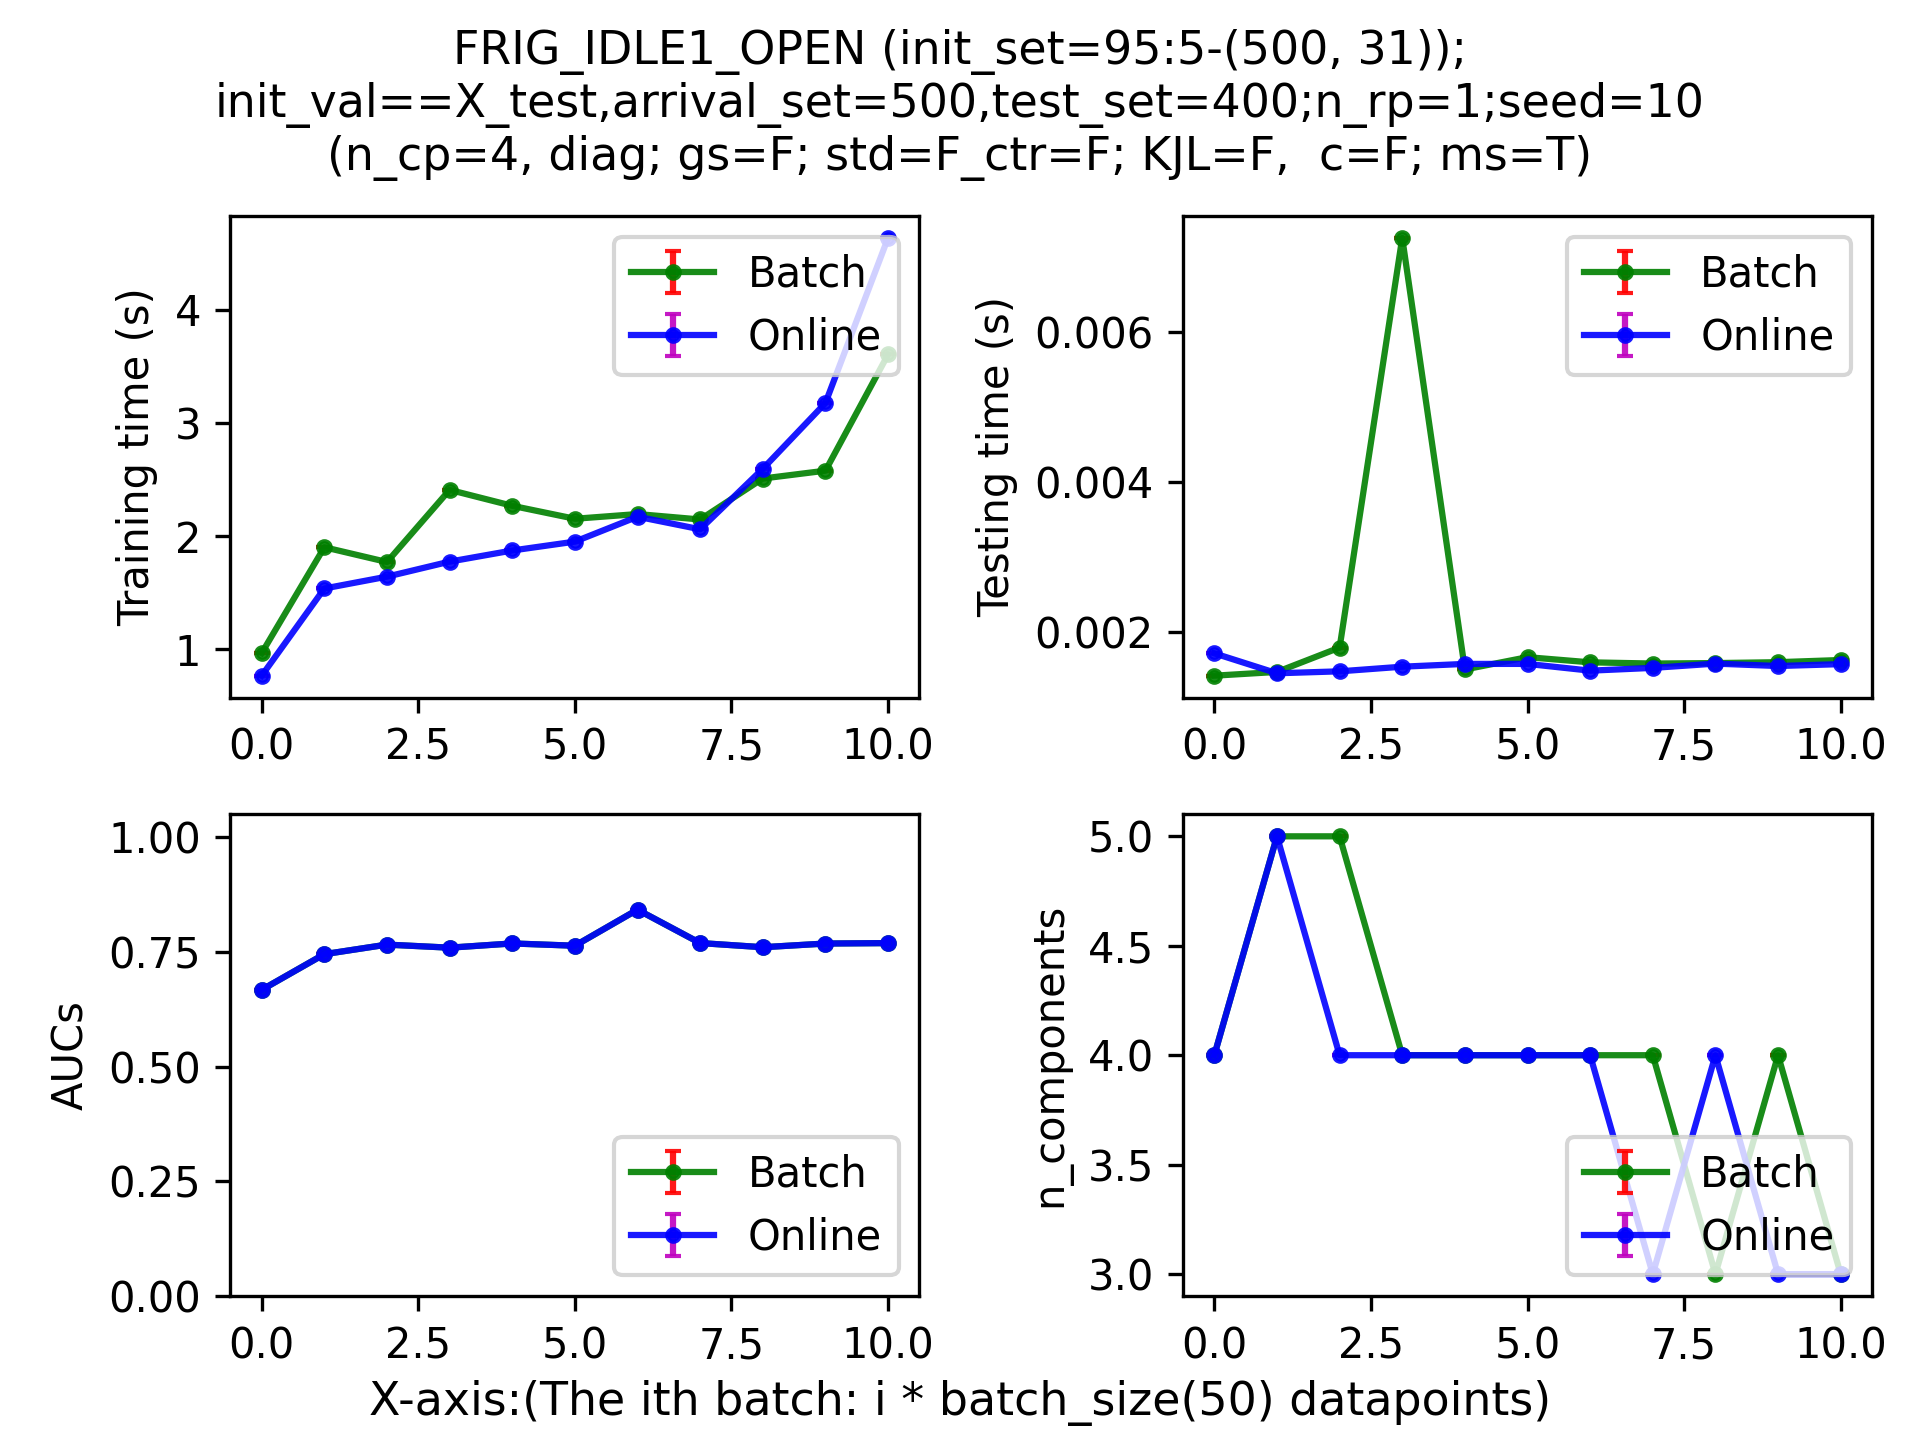 FRIG_IDLE1_OPEN (init_set=95:5-(500, 31));
init_val==X_test,arrival_set=500,test_set=400;n_rp=1;seed=10
(n_cp=4, diag; gs=F; std=F_ctr=F; KJL=F,  c=F; ms=T)
Training time (s)
4
3
2
1
0.0 2.5 5.0 7.5 10.0
Batch
Online
Testing time (s)
0.006
0.004
0.002
0.0 2.5 5.0 7.5 10.0
Batch
Online
AUCs
1.00
0.75
0.50
0.25
0.00
0.0 2.5 5.0 7.5 10.0
Batch
Online
n_components
5.0
4.5
4.0
3.5
3.0
0.0 2.5 5.0 7.5 10.0
Batch
Online
X-axis:(The ith batch: i * batch_size(50) datapoints)